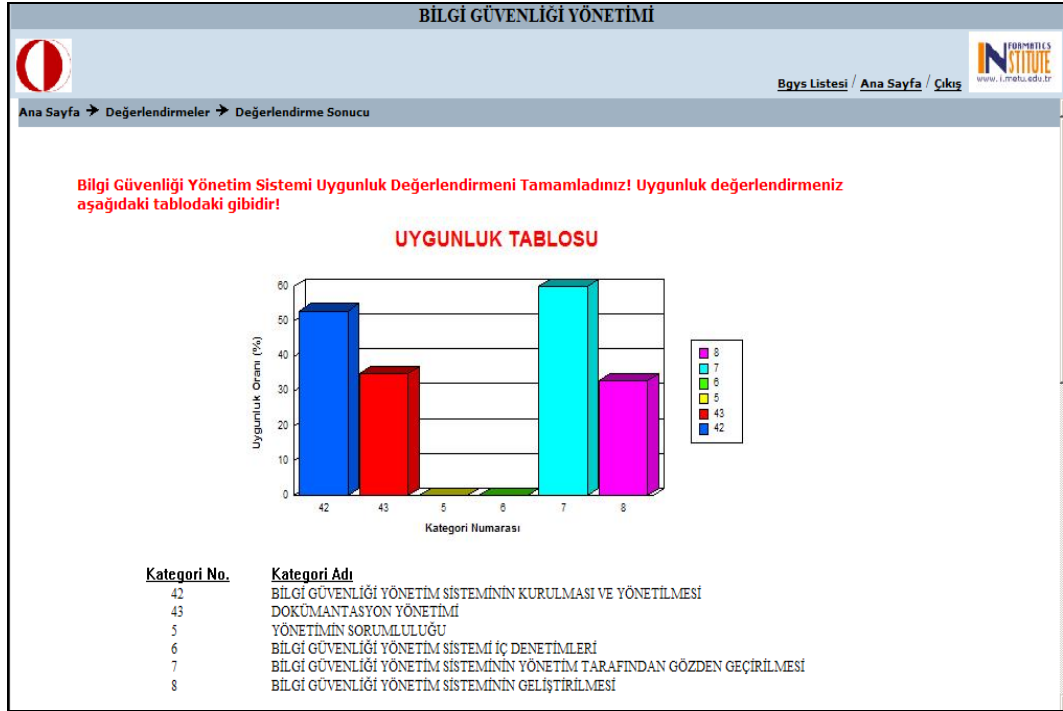 BİLGİ GÜVENLİĞİ YÖNETİMİ
INFORMATICS
INSTITUTE
www.i.metu.edu.tr
Bgys Listesi / Ana Sayfa / Çıkış
Ana Sayfa → Değerlendirmeler → Değerlendirme Sonucu
Bilgi Güvenliği Yönetim Sistemi Uygunluk Değerlendirmeni Tamamladınız! Uygunluk değerlendirmeniz
aşağıdaki tablodaki gibidir!
UYGUNLUK TABLOSU
Uygunluk Oranı (%)
60
50
40
30
20
10
0
42 43 5 6 7 8
Kategori Numarası
8
7
6
5
43
42
Kategori No. Kategori Adı
42 BİLGİ GÜVENLİĞİ YÖNETİM SİSTEMİNİN KURULMASI VE YÖNETİLMESİ
43 DOKÜMANTASYON YÖNETİMİ
5 YÖNETİMİN SORUMLULUĞU
6 BİLGİ GÜVENLİĞİ YÖNETİM SİSTEMİ İÇ DENETİMLERİ
7 BİLGİ GÜVENLİĞİ YÖNETİM SİSTEMİNİN YÖNETİM TARAFINDAN GÖZDEN GEÇİRİLMESİ
8 BİLGİ GÜVENLİĞİ YÖNETİM SİSTEMİNİN GELİŞTİRİLMESİ